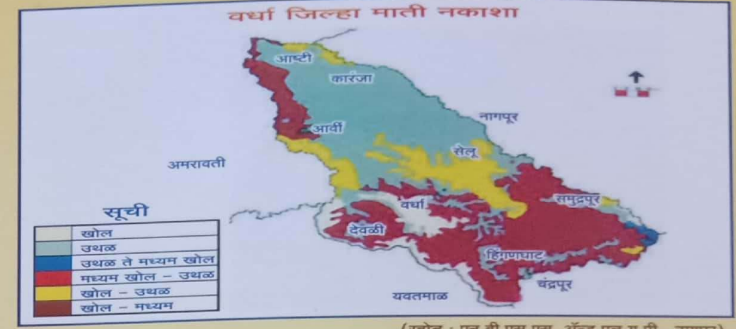 वर्धा जिल्हा माती नकाशा
आष्टी
कारंजा
नागपूर
आर्वी
सेलू
अमरावती
समुद्रपूर
वर्धा
देवळी
हिंगणघाट
चंद्रपूर
यवतमाळ
सूची
खोल
उथळ
उथळ ते मध्यम खोल
मध्यम खोल - उथळ
खोल - उथळ
खोल - मध्यम